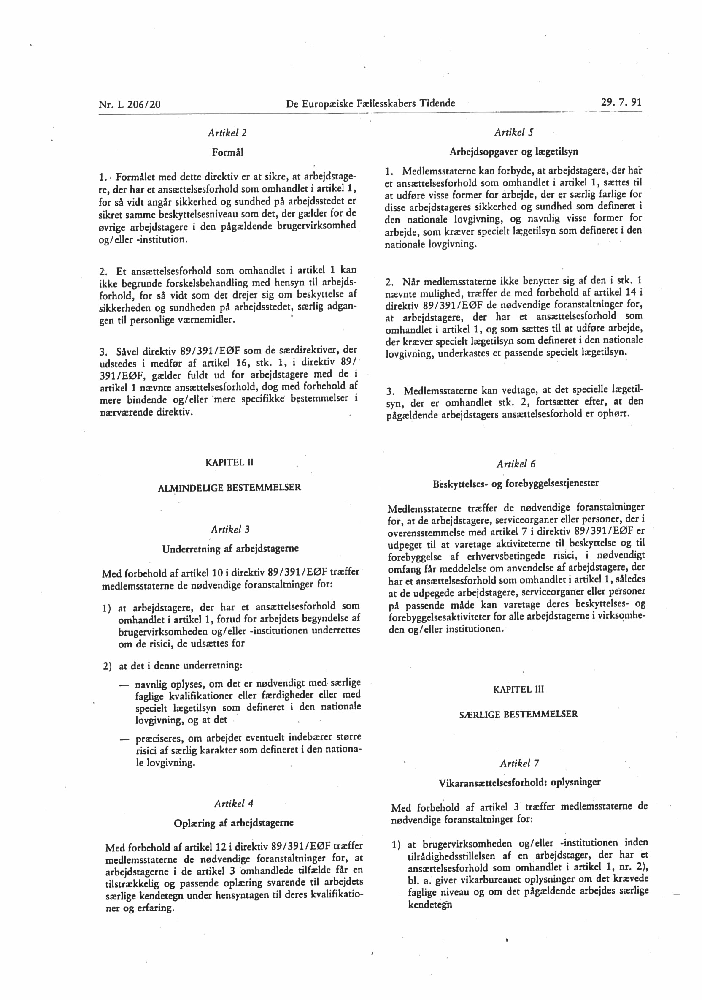 Nr. L 206/20
De Europæiske Fællesskabers Tidende
29. 7. 91
Artikel 2
Formål
1. Formålet med dette direktiv er at sikre, at arbejdstage-
re, der har et ansættelsesforhold som omhandlet i artikel 1,
for så vidt angår sikkerhed og sundhed på arbejdsstedet er
sikret samme beskyttelsesniveau som det, der gælder for de
øvrige arbejdstagere i den pågældende brugervirksomhed
og/eller -institution.
2. Et ansættelsesforhold som omhandlet i artikel 1 kan
ikke begrunde forskelsbehandling med hensyn til arbejds-
forhold, for så vidt som det drejer sig om beskyttelse af
sikkerheden og sundheden på arbejdsstedet, særlig adgan-
gen til personlige værnemidler.
3. Såvel direktiv 89/391/EØF som de særdirektiver, der
udstedes i medfør af artikel 16, stk. 1, i direktiv 89/
391/EØF, gælder fuldt ud for arbejdstagere med de i
artikel 1 nævnte ansættelsesforhold, dog med forbehold af
mere bindende og/eller mere specifikke bestemmelser i
nærværende direktiv.
KAPITEL II
ALMINDELIGE BESTEMMELSER
Artikel 3
Underretning af arbejdstagerne
Med forbehold af artikel 10 i direktiv 89/391/EØF træffer
medlemsstaterne de nødvendige foranstaltninger for:
1) at arbejdstagere, der har et ansættelsesforhold som
omhandlet i artikel 1, forud for arbejdets begyndelse af
brugervirksomheden og/eller -institutionen underrettes
om de risici, de udsættes for
2) at det i denne underretning:
— navnlig oplyses, om det er nødvendigt med særlige
faglige kvalifikationer eller færdigheder eller med
specielt lægetilsyn som defineret i den nationale
lovgivning, og at det
— præciseres, om arbejdet eventuelt indebærer større
risici af særlig karakter som defineret i den nationa-
le lovgivning.
Artikel 4
Oplæring af arbejdstagerne
Med forbehold af artikel 12 i direktiv 89/391/EØF træffer
medlemsstaterne de nødvendige foranstaltninger for, at
arbejdstagerne i de artikel 3 omhandlede tilfælde får en
tilstrækkelig og passende oplæring svarende til arbejdets
særlige kendetegn under hensyntagen til deres kvalifikatio-
ner og erfaring.
Artikel 5
Arbejdsopgaver og lægetilsyn
1. Medlemsstaterne kan forbyde, at arbejdstagere, der har
et ansættelsesforhold som omhandlet i artikel 1, sættes til
at udføre visse former for arbejde, der er særlig farlige for
disse arbejdstageres sikkerhed og sundhed som defineret i
den nationale lovgivning, og navnlig visse former for
arbejde, som kræver specielt lægetilsyn som defineret i den
nationale lovgivning.
2. Når medlemsstaterne ikke benytter sig af den i stk. 1
nævnte mulighed, træffer de med forbehold af artikel 14 i
direktiv 89/391/EØF de nødvendige foranstaltninger for,
at arbejdstagere, der har et ansættelsesforhold som
omhandlet i artikel 1, og som sættes til at udføre arbejde,
der kræver specielt lægetilsyn som defineret i den nationale
lovgivning, underkastes et passende specielt lægetilsyn.
3. Medlemsstaterne kan vedtage, at det specielle lægetil-
syn, der er omhandlet stk. 2, fortsætter efter, at den
pågældende arbejdstagers ansættelsesforhold er ophørt.
Artikel 6
Beskyttelses- og forebyggelsestjenester
Medlemsstaterne træffer de nødvendige foranstaltninger
for, at de arbejdstagere, serviceorganer eller personer, der i
overensstemmelse med artikel 7 i direktiv 89/391/EØF er
udpeget til at varetage aktiviteterne til beskyttelse og til
forebyggelse af erhvervsbetingede risici, i nødvendigt
omfang får meddelelse om anvendelse af arbejdstagere, der
har et ansættelsesforhold som omhandlet i artikel 1, således
at de udpegede arbejdstagere, serviceorganer eller personer
på passende måde kan varetage deres beskyttelses- og
forebyggelsesaktiviteter for alle arbejdstagerne i virksomhe-
den og/eller institutionen.
KAPITEL III
SÆRLIGE BESTEMMELSER
Artikel 7
Vikaransættelsesforhold: oplysninger
Med forbehold af artikel 3 træffer medlemsstaterne de
nødvendige foranstaltninger for:
1) at brugervirksomheden og/eller -institutionen inden
tilrådighedsstillelsen af en arbejdstager, der har et
ansættelsesforhold som omhandlet i artikel 1, nr. 2),
bl. a. giver vikarbureauet oplysninger om det krævede
faglige niveau og om det pågældende arbejdes særlige
kendetegn